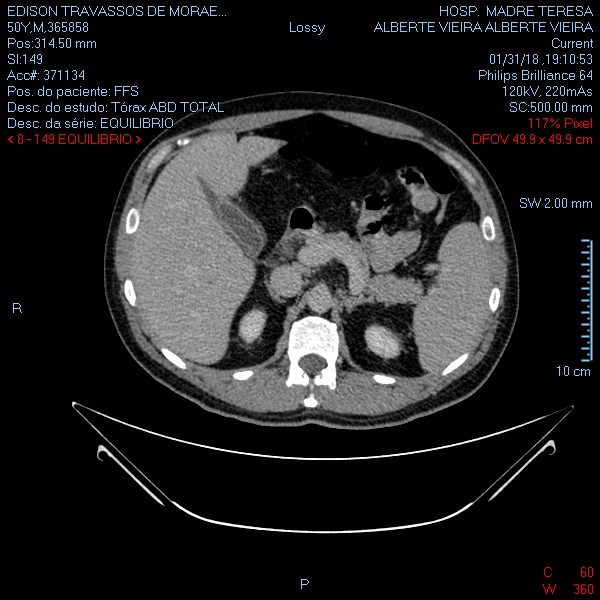 EDISON TRAVASSOS DE MORAE...
50Y,M,365858
Pos:314.50 mm
SI:149
Acc#: 371134
Pos. do paciente: FFS
Desc. do estudo: Tórax ABD TOTAL
Desc. da série: EQUILIBRIO
< 8 - 149 EQUILIBRIO >
Lossy
HOSP. MADRE TERESA
ALBERTE VIEIRA ALBERTE VIEIRA
Current
01/31/18 ,19:10:53
Philips Brilliance 64
120kV, 220mAs
SC:500.00 mm
117% Pixel
DFOV 49.9 x 49.9 cm
SW 2.00 mm
R
10 cm
P
C 60
W 360